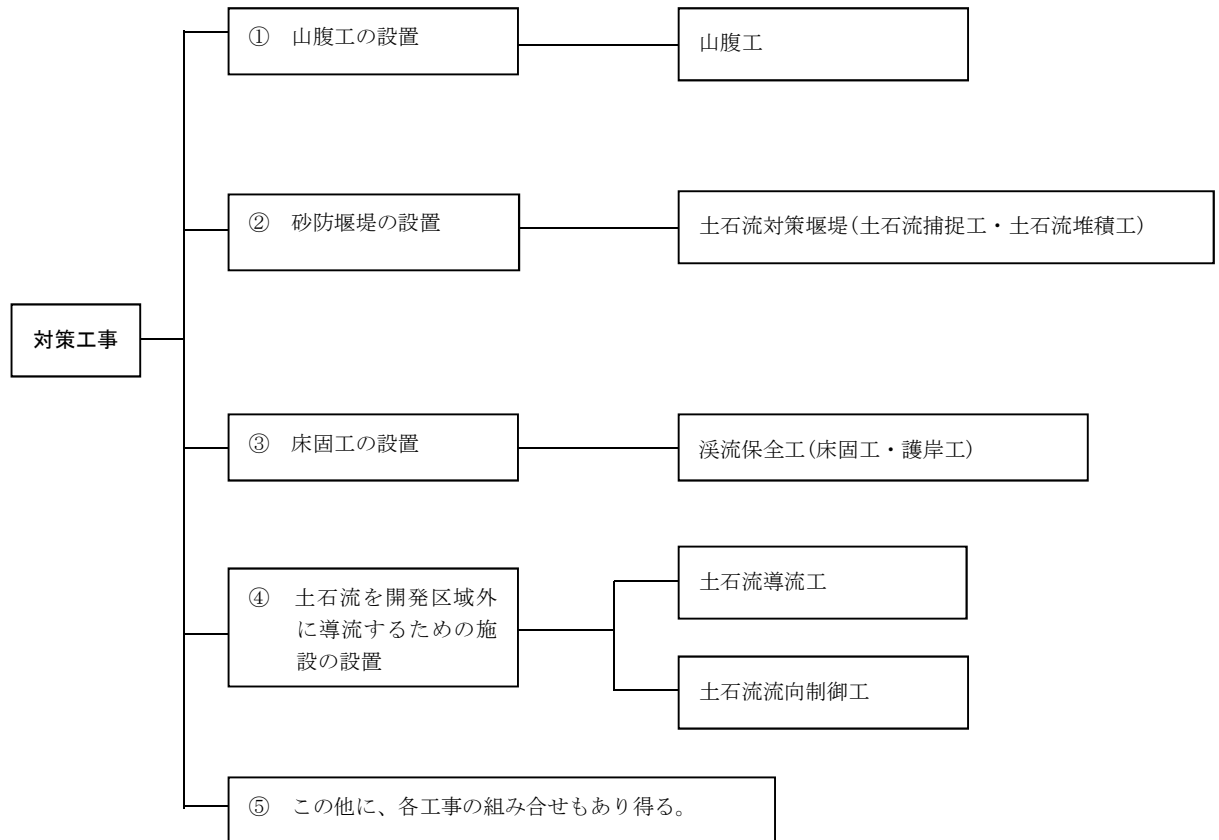 ① 山腹工の設置
山腹工
② 砂防堰堤の設置
土石流対策堰堤(土石流捕捉工・土石流堆積工)
対策工事
③ 床固工の設置
渓流保全工(床固工・護岸工)
④ 土石流を開発区域外
に導流するための施
設の設置
土石流導流工
土石流流向制御工
⑤ この他に、各工事の組み合せもあり得る。